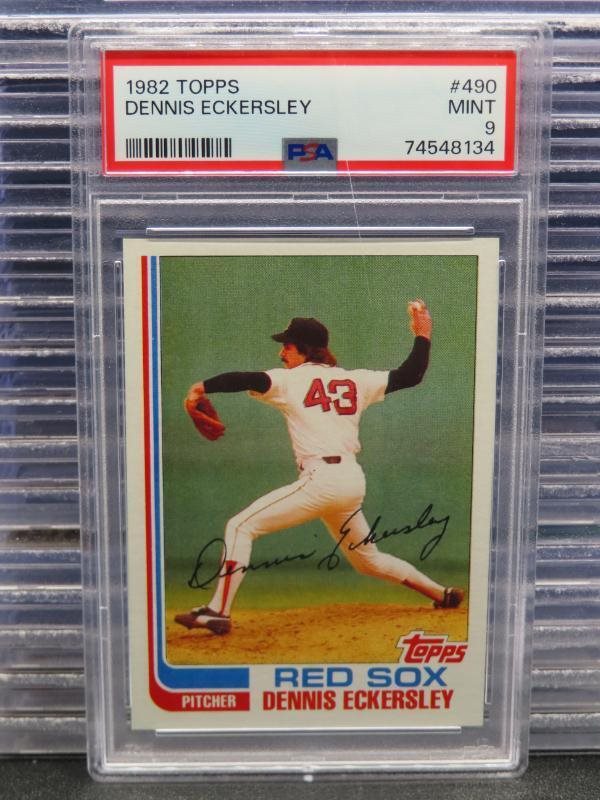 1982 TOPPS #490
DENNIS ECKERSLEY MINT
9
PSA 74548134
43
Dennis Eckersley
Topps
RED SOX
PITCHER DENNIS ECKERSLEY